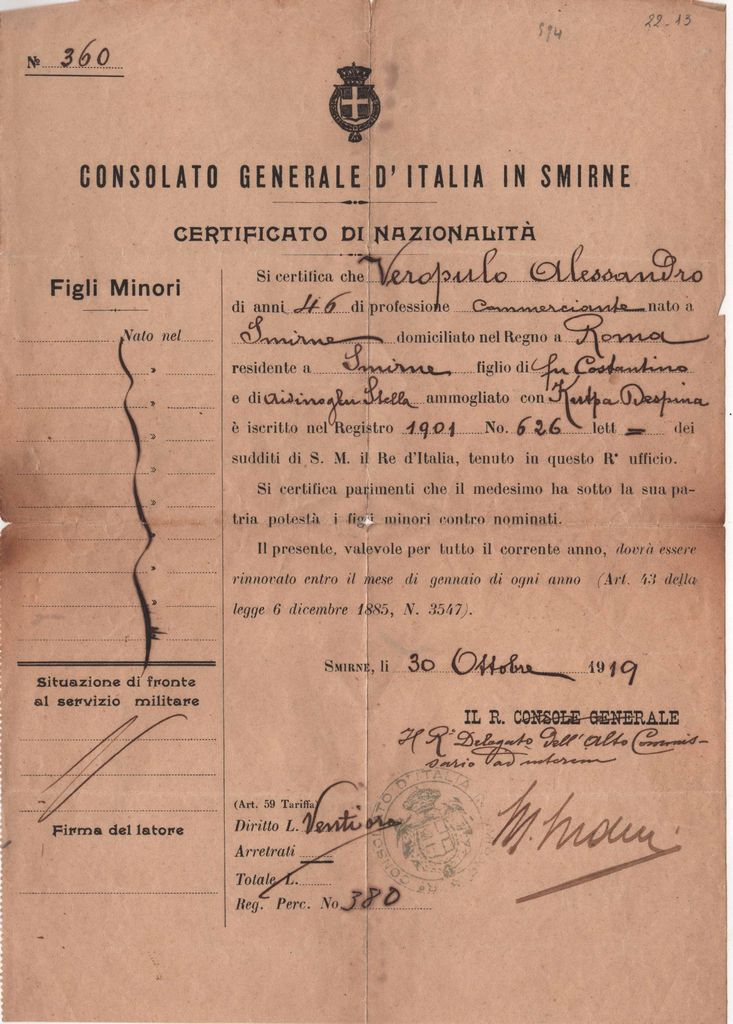 594
22-13
№ 360
CONSOLATO GENERALE D'ITALIA IN SMIRNE
CERTIFICATO DI NAZIONALITÀ
Figli Minori
Nato nel
»
»
»
»
»
»
»
»
Situazione di fronte
al servizio militare
Firma del latore
Si certifica che Veropulo Alessandro
di anni 46 di professione Commerciante nato a
Smirne domiciliato nel Regno a Roma
residente a Smirne figlio di fu Costantino
e di Aidinoglu Stella ammogliato con Despina
è iscritto nel Registro 1901 No. 626 lett = dei
sudditi di S. M. il Re d'Italia, tenuto in questo R° ufficio.
Si certifica parimenti che il medesimo ha sotto la sua pa-
tria potestà i figli minori contro nominati.
Il presente, valevole per tutto il corrente anno, dovrà essere
rinnovato entro il mese di gennaio di ogni anno (Art. 43 della
legge 6 dicembre 1885, N. 3547).
SMIRNE, li 30 Ottobre 1919
IL R. CONSOLE GENERALE
Il R° Delegato dell'Alto Commis-
sario ad interim
(Art. 59 Tariffa)
Diritto L. Venti oro
Arretrati
Totale L.
Reg. Perc. No 380
D'ITALIA